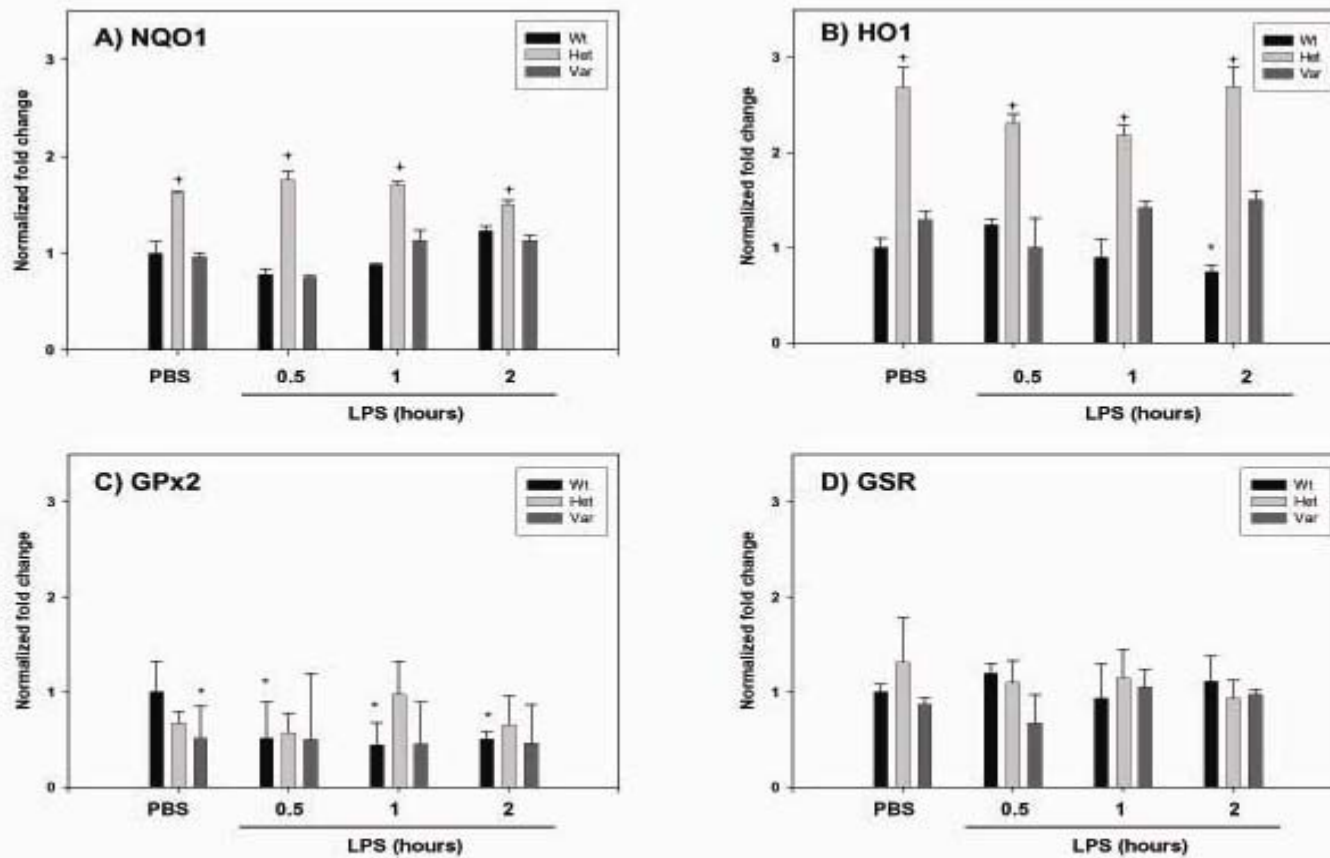 A) NQO1
Wt
Het
Var
Normalized fold change
3
2
1
0
PBS
0.5
1
2
LPS (hours)
B) HO1
Wt
Het
Var
Normalized fold change
3
2
1
0
PBS
0.5
1
2
LPS (hours)
C) GPx2
Wt
Het
Var
Normalized fold change
3
2
1
0
PBS
0.5
1
2
LPS (hours)
D) GSR
Wt
Het
Var
Normalized fold change
3
2
1
0
PBS
0.5
1
2
LPS (hours)